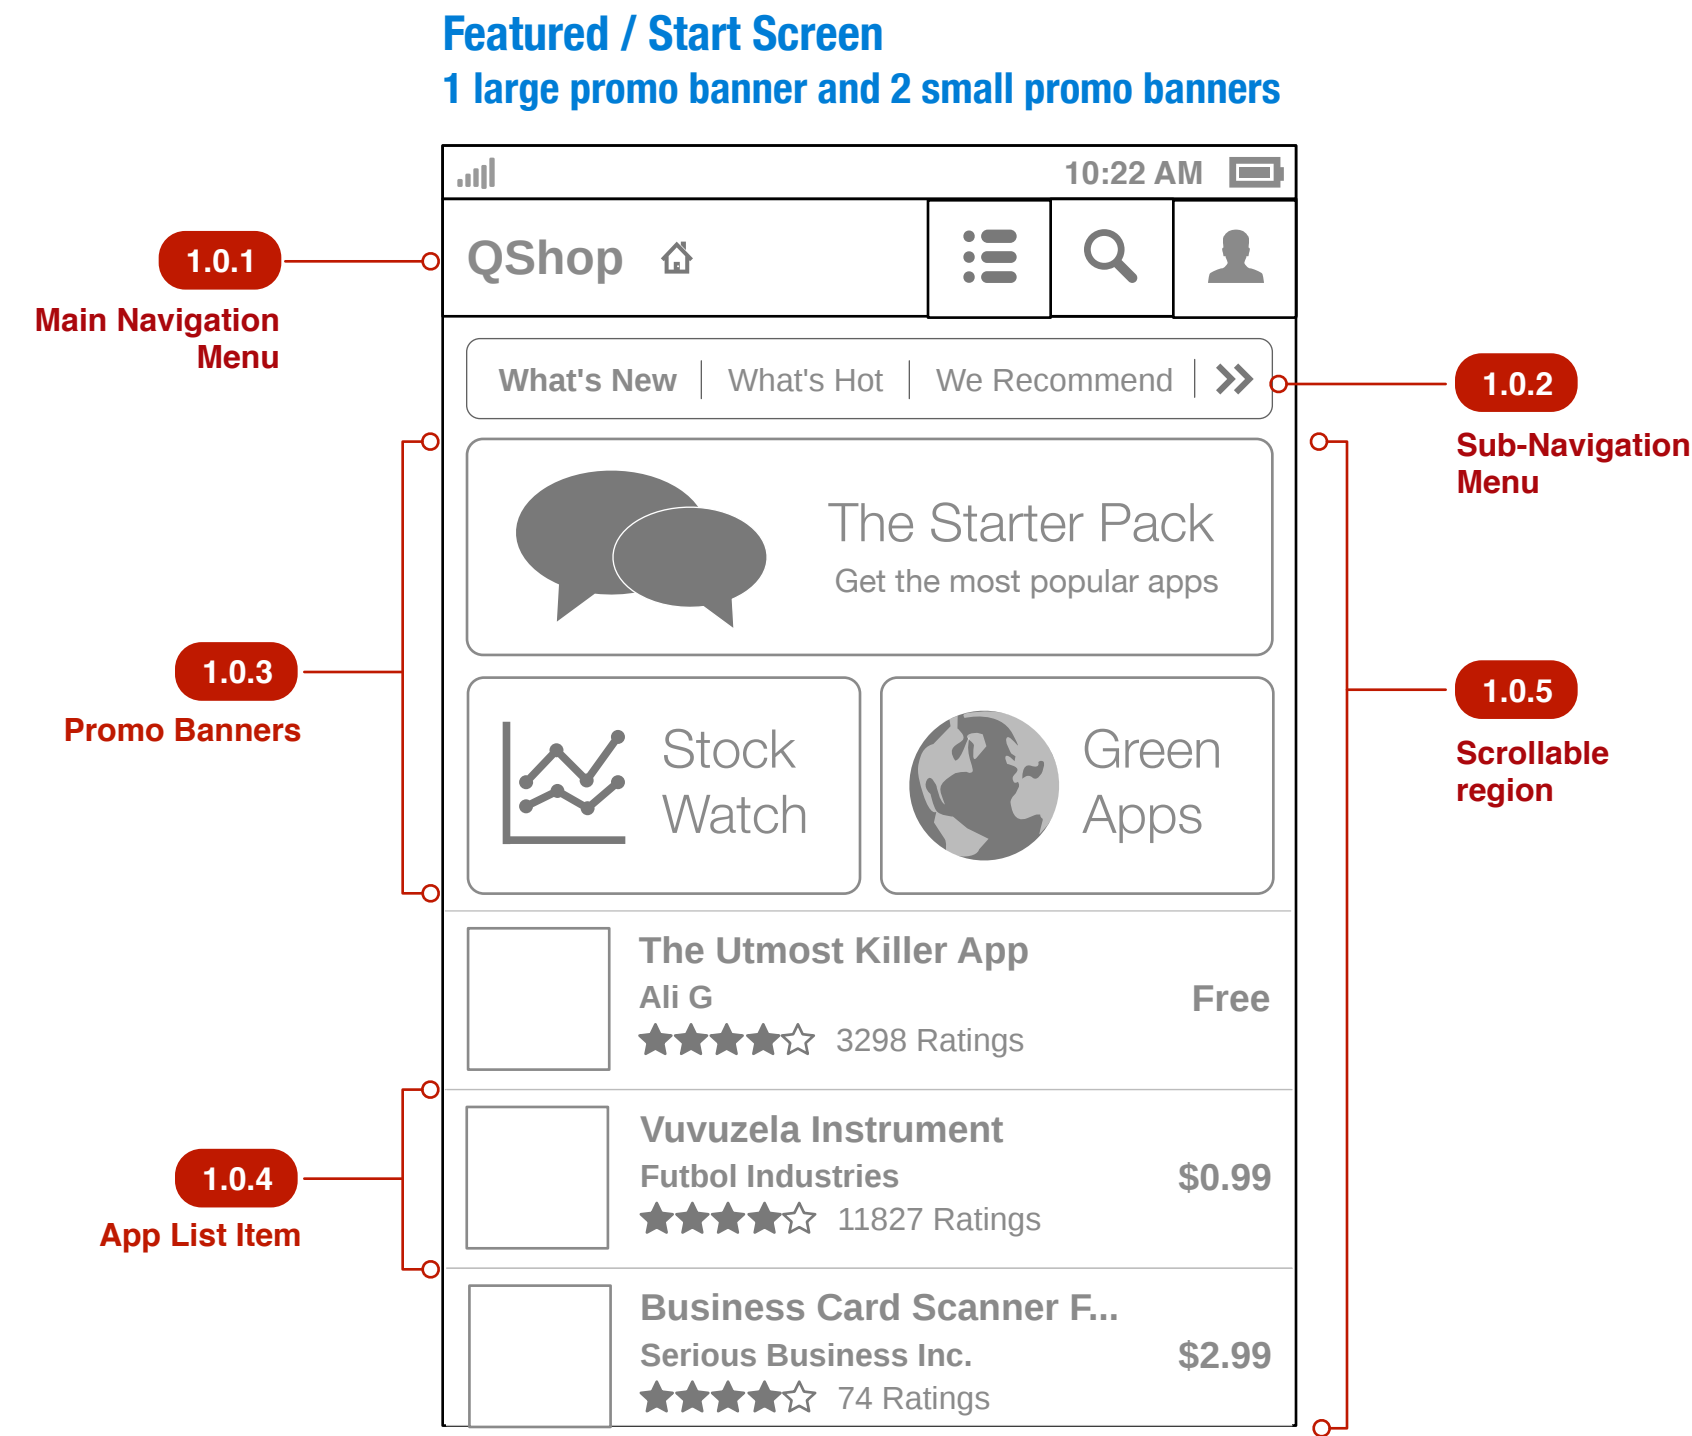 Featured / Start Screen
1 large promo banner and 2 small promo banners
10:22 AM
QShop
1.0.1
Main Navigation
Menu
What's New What's Hot We Recommend
1.0.2
Sub-Navigation
Menu
The Starter Pack
Get the most popular apps
1.0.3
Promo Banners
Stock
Watch
Green
Apps
1.0.5
Scrollable
region
The Utmost Killer App
Ali G
Free
3298 Ratings
1.0.4
App List Item
Vuvuzela Instrument
Futbol Industries
$0.99
11827 Ratings
Business Card Scanner F...
Serious Business Inc.
$2.99
74 Ratings